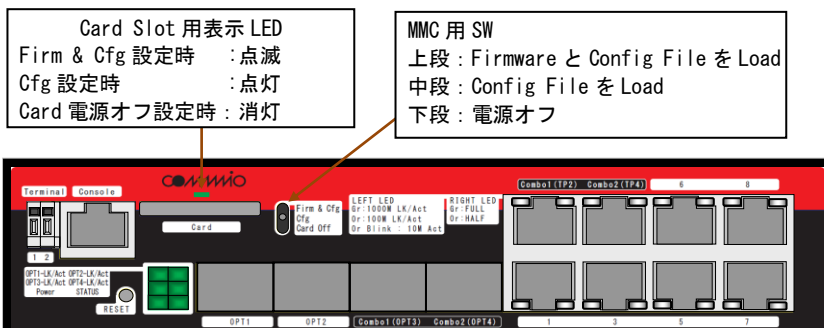 Card Slot 用表示 LED
Firm & Cfg 設定時　:点滅
Cfg 設定時　　　　:点灯
Card 電源オフ設定時：消灯
MMC 用 SW
上段：Firmware と Config File を Load
中段：Config File を Load
下段：電源オフ
Terminal Console
Card
Firm & Cfg
Cfg
Card Off
LEFT LED
Gr:1000M LK/Act
Or:100M LK/Act
Or Blink : 10M Act
RIGHT LED
Gr:FULL
Or:HALF
Combo1(TP2) Combo2(TP4) 6 8
1 2
OPT1-LK/Act OPT2-LK/Act
OPT3-LK/Act OPT4-LK/Act
Power STATUS
RESET
OPT1 OPT2 Combo1(OPT3) Combo2(OPT4) 1 3 5 7